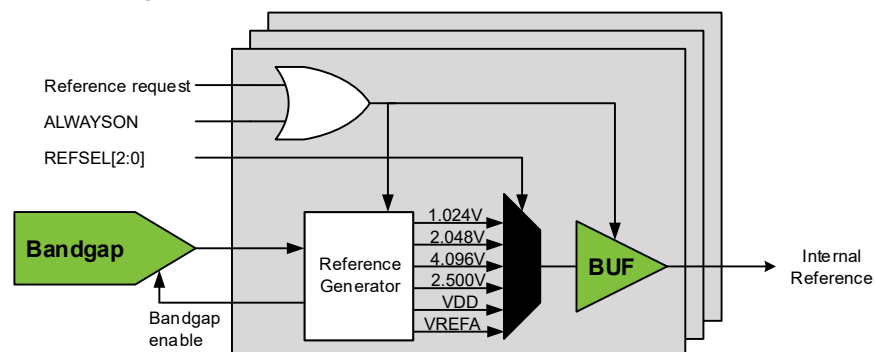 Reference request
ALWAYSON
REFSEL[2:0]
Bandgap
Bandgap
enable
Reference
Generator
1.024V
2.048V
4.096V
2.500V
VDD
VREFA
BUF
Internal
Reference